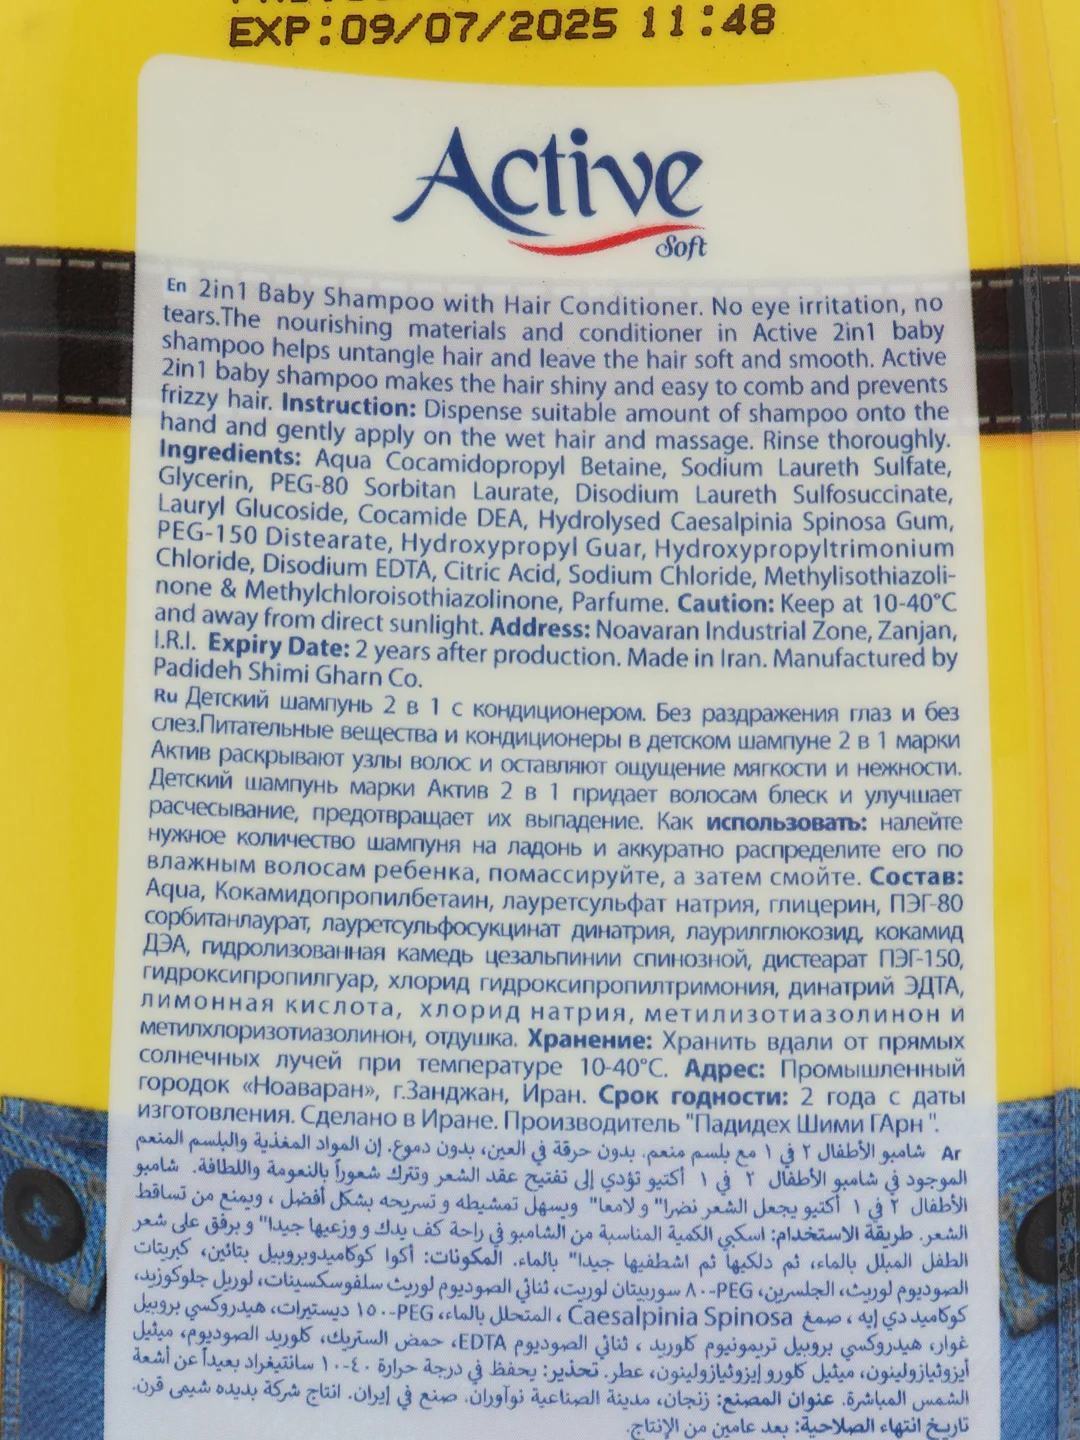 EXP:09/07/2025 11:48
Active
Soft
En 2in1 Baby Shampoo with Hair Conditioner. No eye irritation, no
tears.The nourishing materials and conditioner in Active 2in1 baby
shampoo helps untangle hair and leave the hair soft and smooth. Active
2in1 baby shampoo makes the hair shiny and easy to comb and prevents
frizzy hair. Instruction: Dispense suitable amount of shampoo onto the
hand and gently apply on the wet hair and massage. Rinse thoroughly.
Ingredients: Aqua Cocamidopropyl Betaine, Sodium Laureth Sulfate,
Glycerin, PEG-80 Sorbitan Laurate, Disodium Laureth Sulfosuccinate,
Lauryl Glucoside, Cocamide DEA, Hydrolysed Caesalpinia Spinosa Gum,
PEG-150 Distearate, Hydroxypropyl Guar, Hydroxypropyltrimonium
Chloride, Disodium EDTA, Citric Acid, Sodium Chloride, Methylisothiazoli-
none & Methylchloroisothiazolinone, Parfume. Caution: Keep at 10-40°C
and away from direct sunlight. Address: Noavaran Industrial Zone, Zanjan,
I.R.I. Expiry Date: 2 years after production. Made in Iran. Manufactured by
Padideh Shimi Gharn Co.
Ru Детский шампунь 2 в 1 с кондиционером. Без раздражения глаз и без
слез.Питательные вещества и кондиционеры в детском шампуне 2 в 1 марки
Актив раскрывают узлы волос и оставляют ощущение мягкости и нежности.
Детский шампунь марки Актив 2 в 1 придает волосам блеск и улучшает
расчесывание, предотвращает их выпадение. Как использовать: налейте
нужное количество шампуня на ладонь и аккуратно распределите его по
влажным волосам ребенка, помассируйте, а затем смойте. Состав:
Aqua, Кокамидопропилбетаин, лауретсульфат натрия, глицерин, ПЭГ-80
сорбитанлаурат, лауретсульфосукцинат динатрия, лаурилглюкозид, кокамид
ДЭА, гидролизованная камедь цезальпинии спинозной, дистеарат ПЭГ-150,
гидроксипропилгуар, хлорид гидроксипропилтримония, динатрий ЭДТА,
лимонная кислота, хлорид натрия, метилизотиазолинон и
метилхлоризотиазолинон, отдушка. Хранение: Хранить вдали от прямых
солнечных лучей при температуре 10-40°C. Адрес: Промышленный
городок «Ноаваран», г.Занджан, Иран. Срок годности: 2 года с даты
изготовления. Сделано в Иране. Производитель "Падидех Шими ГАрн ".
Ar شامبو الأطفال ٢ في ١ مع بلسم منعم. بدون حرقة في العين، بدون دموع. إن المواد المغذية والبلسم المنعم
الموجود في شامبو الأطفال ٢ في ١ أكتيو تؤدي إلى تفتيح عقد الشعر وتترك شعوراً بالنعومة واللطافة. شامبو
الأطفال ٢ في ١ أكتيو يجعل الشعر نضرا" و لامعا" ويسهل تمشيطه و تسريحه بشكل أفضل ، ويمنع من تساقط
الشعر. طريقة الاستخدام: اسكبي الكمية المناسبة من الشامبو في راحة كف يدك و وزعيها جيدا" و برفق على شعر
الطفل المبلل بالماء، ثم دلكيها ثم اشطفيها جيدا" بالماء. المكونات: أكوا كوكاميدوبروبيل بتائين، كبريتات
الصوديوم لوريث، الجلسرين، PEG-٨٠ سوربيتان لوريت، ثنائي الصوديوم لوريث سلفوسكسينات، لوريل جلوكوزيد،
كوكاميد دي إيه ، صمغ Caesalpinia Spinosa ، المتحلل بالماء، PEG-١٥٠ ديستيرات، هيدروكسي بروبيل
غوار، هيدروكسي بروبيل تريمونيوم كلوريد ، ثنائي الصوديوم EDTA، حمض الستريك، كلوريد الصوديوم، ميثيل
أيزوثيازولينون، ميثيل كلورو إيزوثيازولينون، عطر. تحذير: يحفظ في درجة حرارة ٤٠-١٠ سانتيغراد بعيداً عن أشعة
الشمس المباشرة. عنوان المصنع: زنجان، مدينة الصناعية نوآوران. صنع في إيران. انتاج شركة بديده شيمى قرن.
تاريخ انتهاء الصلاحية: بعد عامين من الإنتاج.